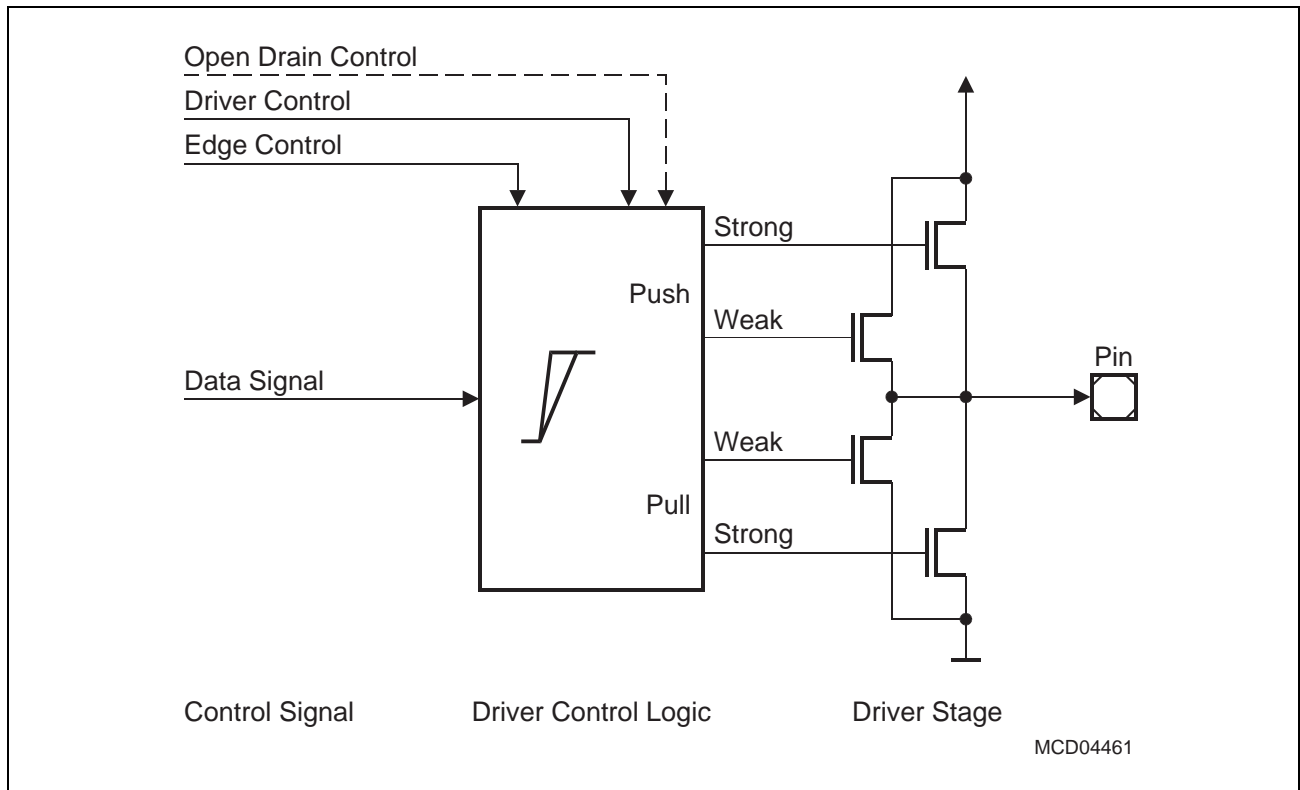 Open Drain Control
Driver Control
Edge Control
Strong
Push
Weak
Pin
Data Signal
Weak
Pull
Strong
Control Signal
Driver Control Logic
Driver Stage
MCD04461